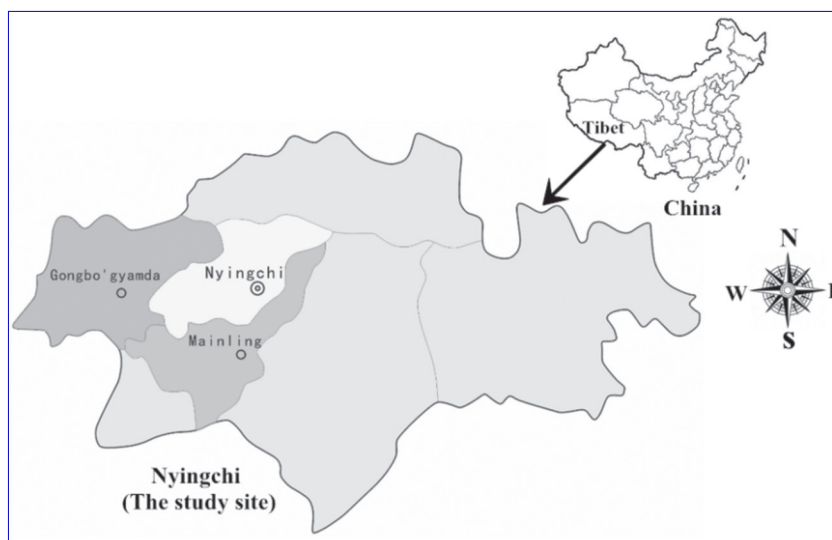 Tibet
China
Gongbo'gyamda
Nyingchi
Mainling
N
W
S
Nyingchi
(The study site)